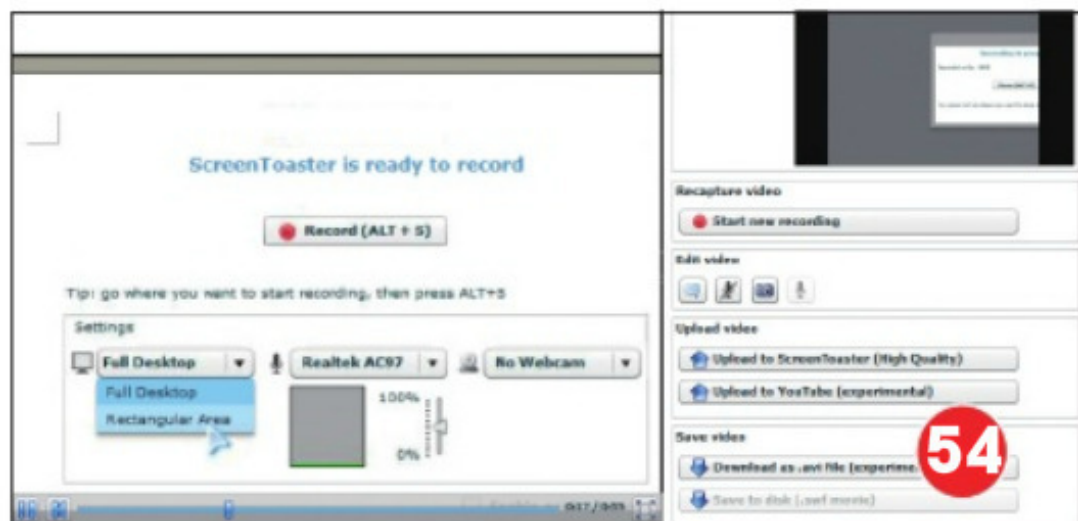 ScreenToaster is ready to record
Record (ALT + S)
Tip: go where you want to start recording, then press ALT+S
Settings
Full Desktop
Realtek AC97
No Webcam
Full Desktop
Rectangular Area
100%
0%
Recapture video
Start new recording
Edit video
Upload video
Upload to ScreenToaster (High Quality)
Upload to YouTube (experimental)
Save video
Download as .avi file
Save to disk (.swf movie)
54